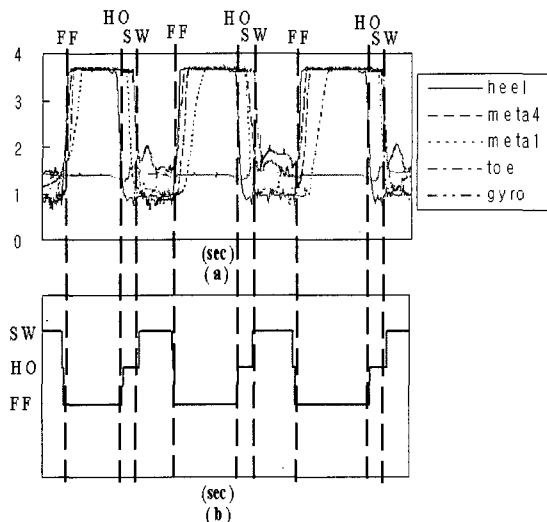 HO HO HO
FF SW FF SW FF SW
4
3
2
1
0
heel
meta4
meta1
toe
gyro
(sec)
(a)
SW
HO
FF
(sec)
(b)